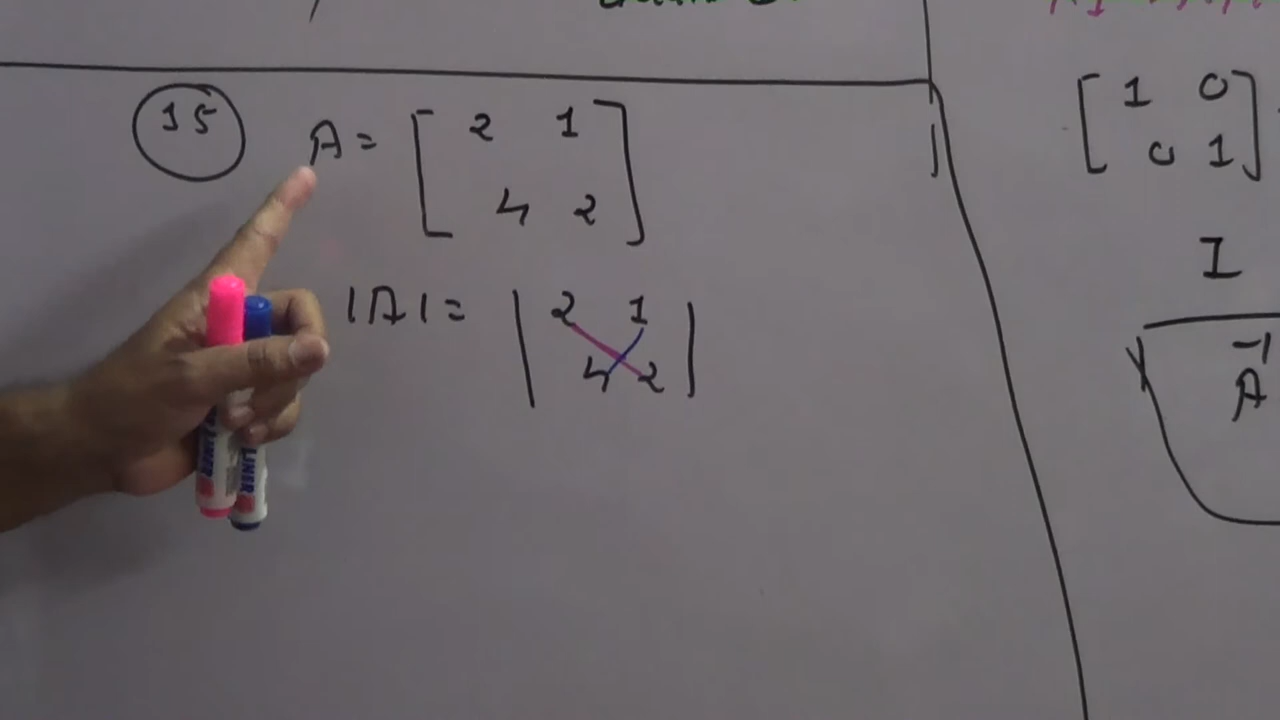 15 A = [ 2 1
4 2 ]
|A| = | 2 1
4 2 |
[ 1 0
0 1 ]
I
A⁻¹
LINER
LINER